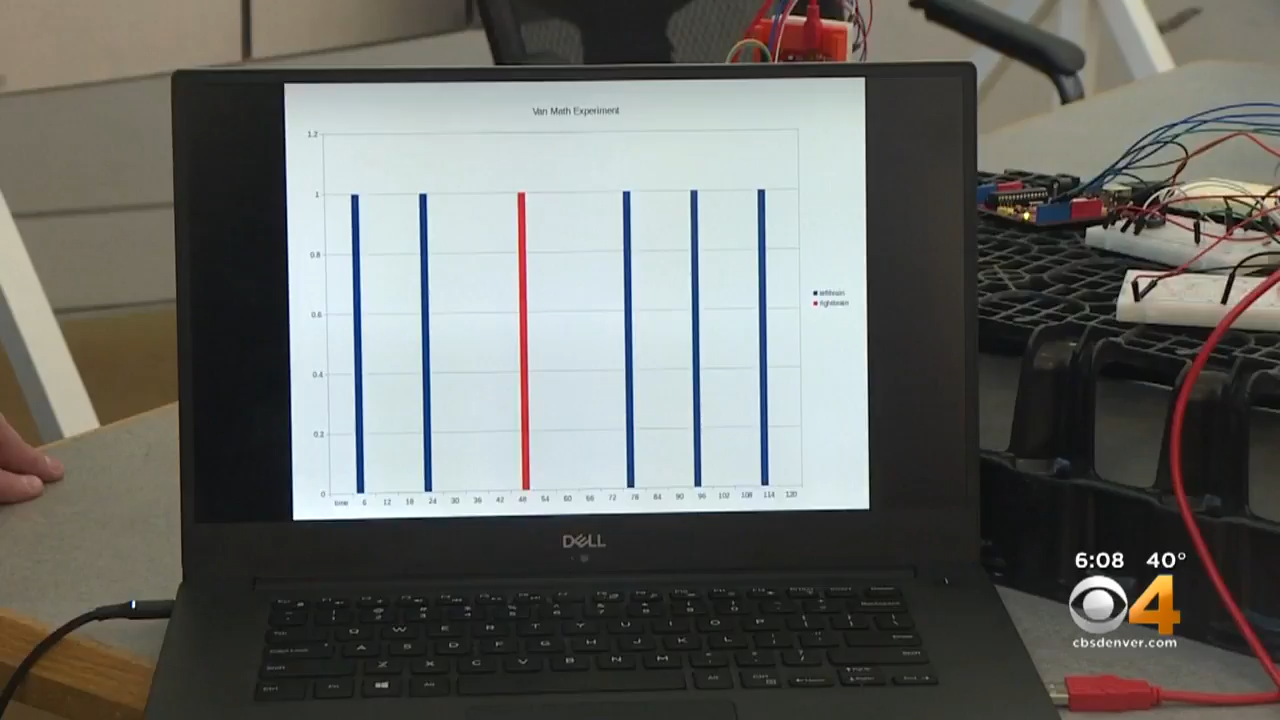 Van Math Experiment
1.2
1
0.8
0.6
0.4
0.2
0
time 6 12 18 24 30 36 42 48 54 60 66 72 78 84 90 96 102 108 114 120
leftbrain
rightbrain
DELL
Q W E R T Y U I O P
A S D F G H J K L
Z X C V B N M
6:08 40°
4
cbsdenver.com